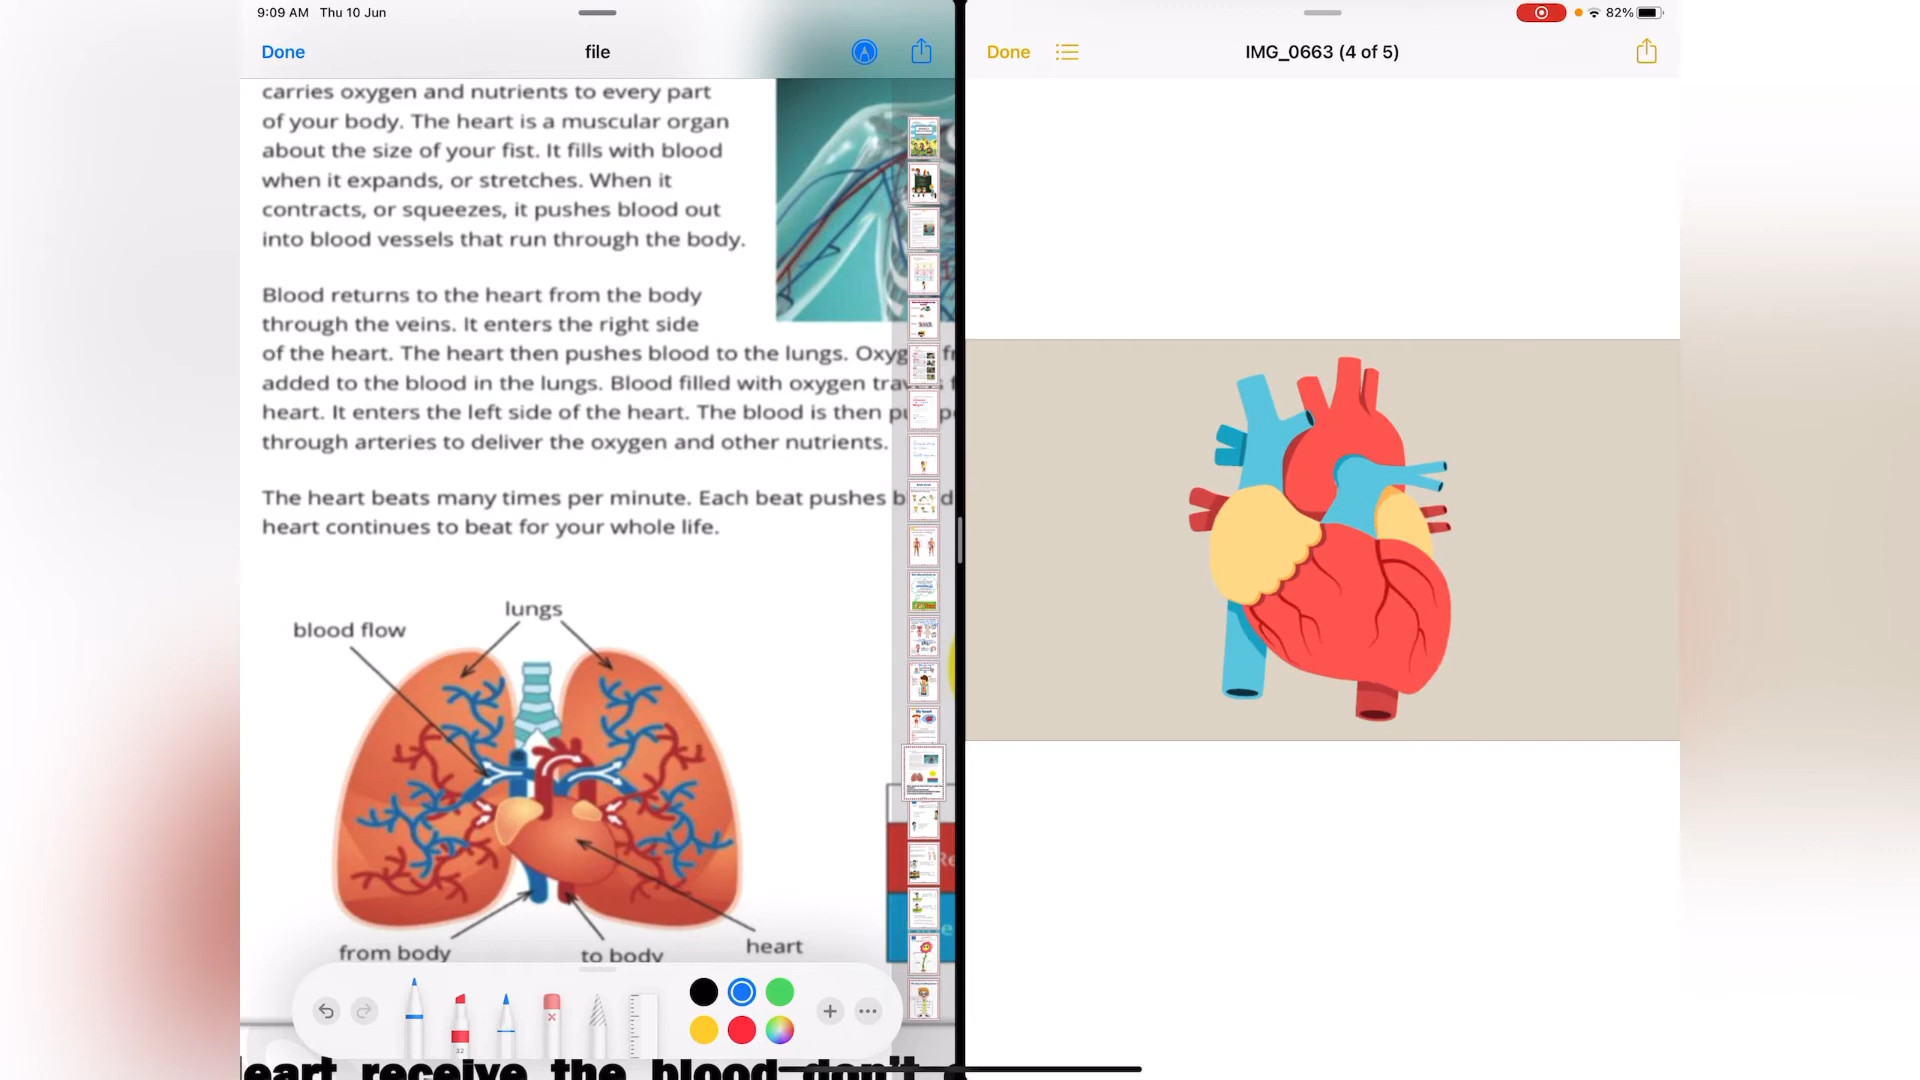 9:09 AM Thu 10 Jun
82%
Done
file
Done
IMG_0663 (4 of 5)
carries oxygen and nutrients to every part
of your body. The heart is a muscular organ
about the size of your fist. It fills with blood
when it expands, or stretches. When it
contracts, or squeezes, it pushes blood out
into blood vessels that run through the body.
Blood returns to the heart from the body
through the veins. It enters the right side
of the heart. The heart then pushes blood to the lungs.
added to the blood in the lungs. Blood filled with oxygen
heart. It enters the left side of the heart. The blood is then
through arteries to deliver the oxygen and other nutrients.
The heart beats many times per minute. Each beat pushes
heart continues to beat for your whole life.
lungs
blood flow
from body
to body
heart
32
eart receive the blood don't